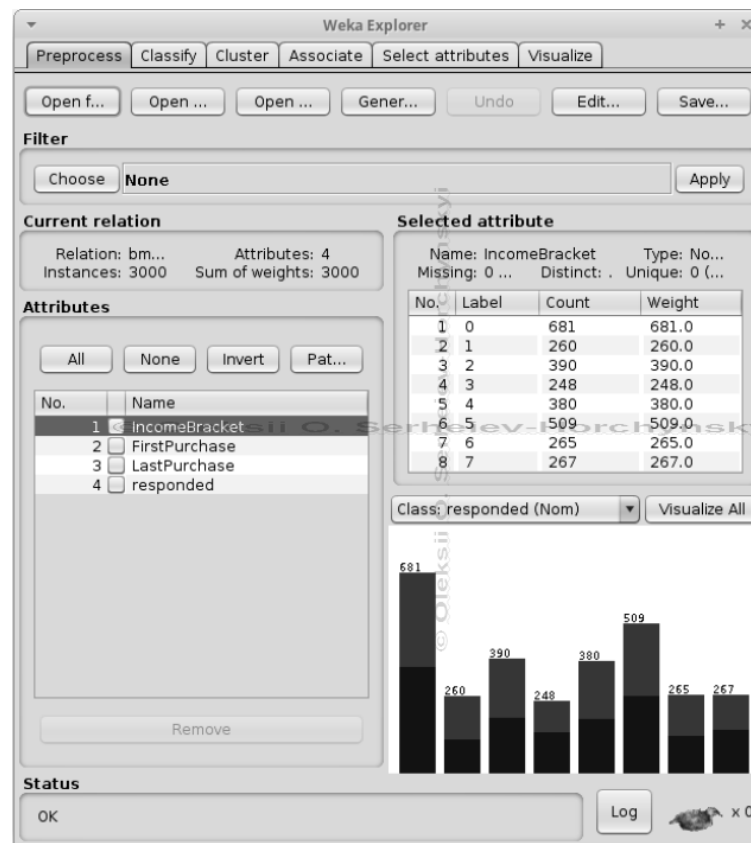 Weka Explorer
Preprocess Classify Cluster Associate Select attributes Visualize
Open f... Open ... Open ... Gener... Undo Edit... Save...
Filter
Choose None Apply
Current relation
Relation: bm... Attributes: 4
Instances: 3000 Sum of weights: 3000
Attributes
All None Invert Pat...
No. Name
1 IncomeBracket
2 FirstPurchase
3 LastPurchase
4 responded
Remove
Selected attribute
Name: IncomeBracket Type: No...
Missing: 0 ... Distinct: . Unique: 0 (...
No. Label Count Weight
1 0 681 681.0
2 1 260 260.0
3 2 390 390.0
4 3 248 248.0
5 4 380 380.0
6 5 509 509.0
7 6 265 265.0
8 7 267 267.0
Class: responded (Nom) Visualize All
681
260
390
248
380
509
265
267
Status
OK
Log x 0